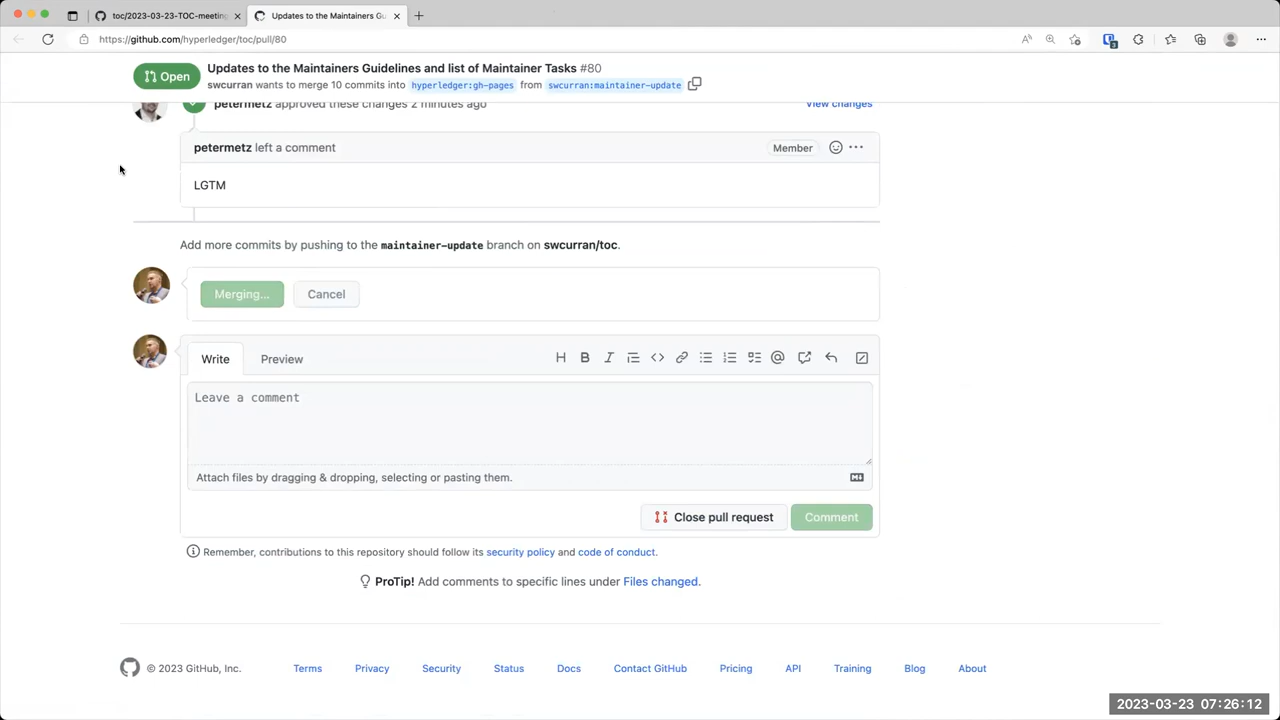 toc/2023-03-23-TOC-meeting
Updates to the Maintainers Gu
https://github.com/hyperledger/toc/pull/80
Open
Updates to the Maintainers Guidelines and list of Maintainer Tasks #80
swcurran wants to merge 10 commits into hyperledger:gh-pages from swcurran:maintainer-update
petermetz approved these changes 2 minutes ago
View changes
petermetz left a comment
Member
LGTM
Add more commits by pushing to the maintainer-update branch on swcurran/toc.
Merging...
Cancel
Write
Preview
Leave a comment
Attach files by dragging & dropping, selecting or pasting them.
Close pull request
Comment
Remember, contributions to this repository should follow its security policy and code of conduct.
ProTip! Add comments to specific lines under Files changed.
© 2023 GitHub, Inc.
Terms
Privacy
Security
Status
Docs
Contact GitHub
Pricing
API
Training
Blog
About
2023-03-23 07:26:12